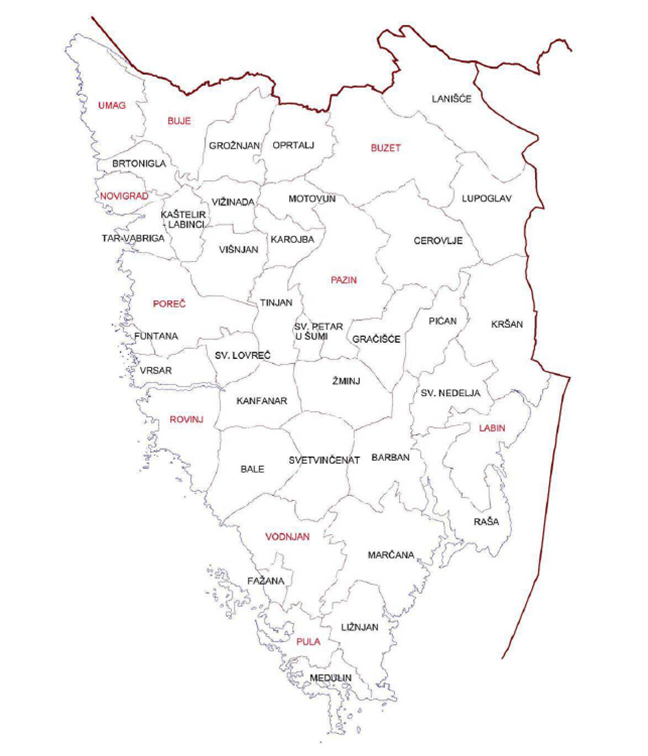 LANIŠĆE
UMAG
BUJE
GROŽNJAN
OPRTALJ
BUZET
BRTONIGLA
NOVIGRAD
VIŽINADA
MOTOVUN
LUPOGLAV
KAŠTELIR
LABINCI
TAR-VABRIGA
VIŠNJAN
KAROJBA
CEROVLJE
PAZIN
POREČ
TINJAN
FUNTANA
SV. PETAR
U ŠUMI
GRAČIŠĆE
PIĆAN
KRŠAN
SV. LOVREČ
VRSAR
ŽMINJ
SV. NEDELJA
KANFANAR
ROVINJ
LABIN
BALE
SVETVINČENAT
BARBAN
RAŠA
VODNJAN
MARČANA
FAŽANA
LIŽNJAN
PULA
MEDULIN